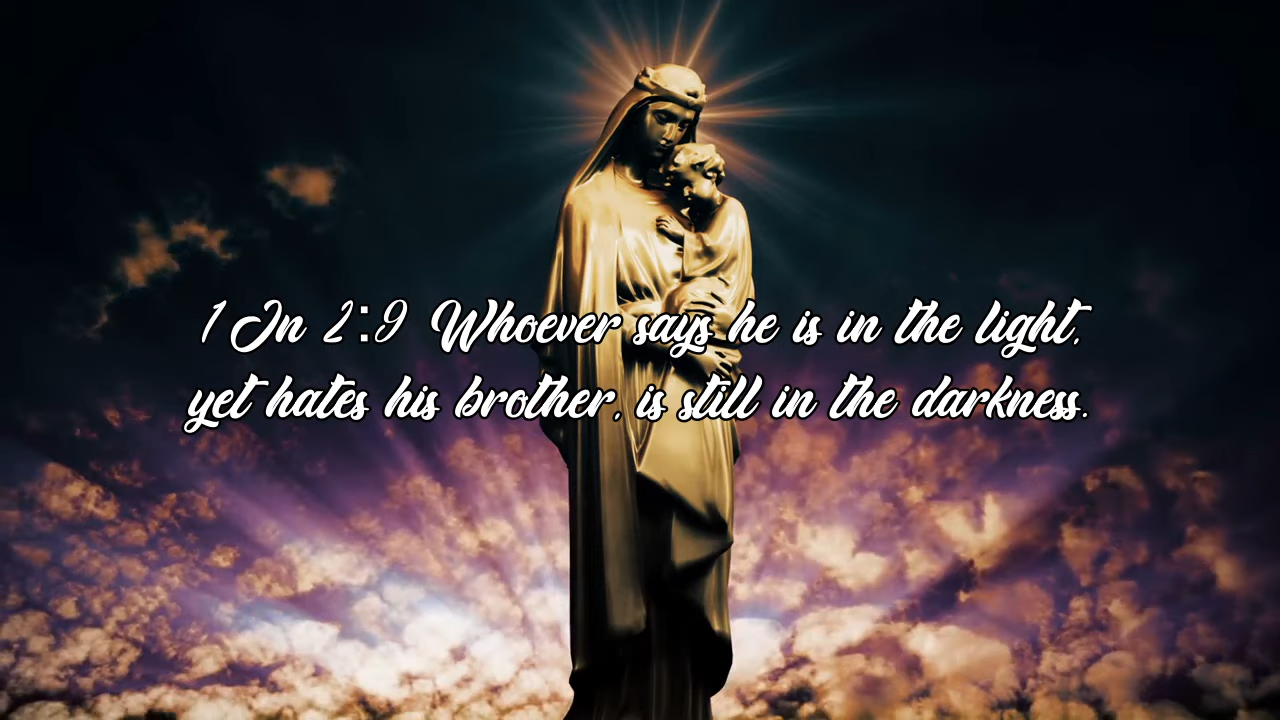 1 Jn 2:9 Whoever says he is in the light,
yet hates his brother, is still in the darkness.